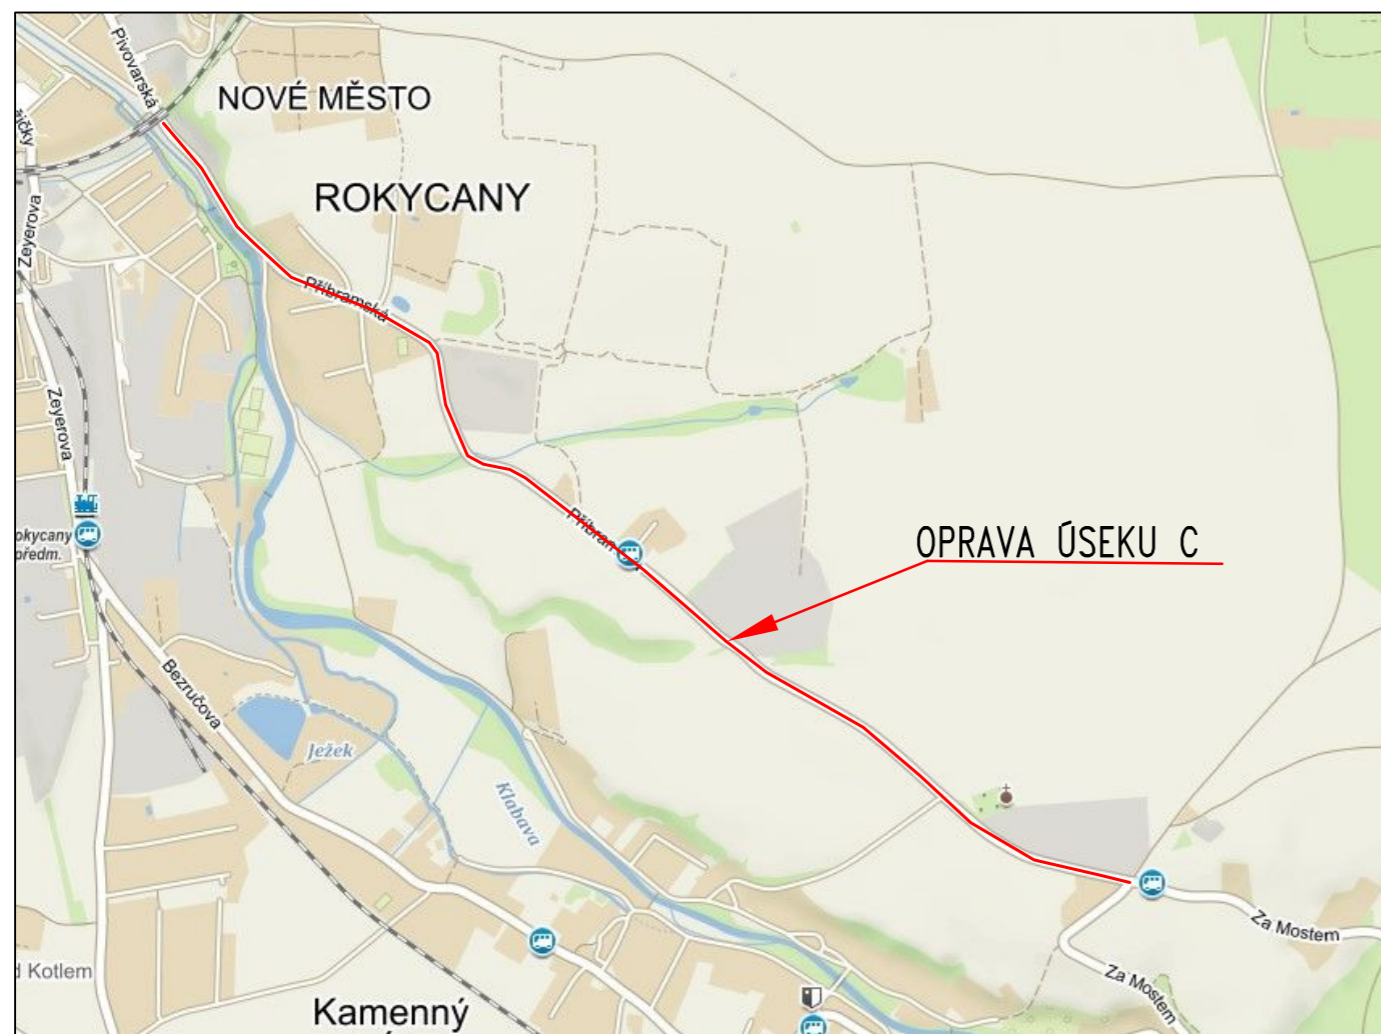 Pivovarská
NOVÉ MĚSTO
ROKYCANY
Zeyerova
Příbramská
Zeyerova
OPRAVA ÚSEKU C
Příbram
okycany
předm.
Bezručova
Ježek
Klabava
Za Mostem
Za Mostem
d Kotlem
Kamenný